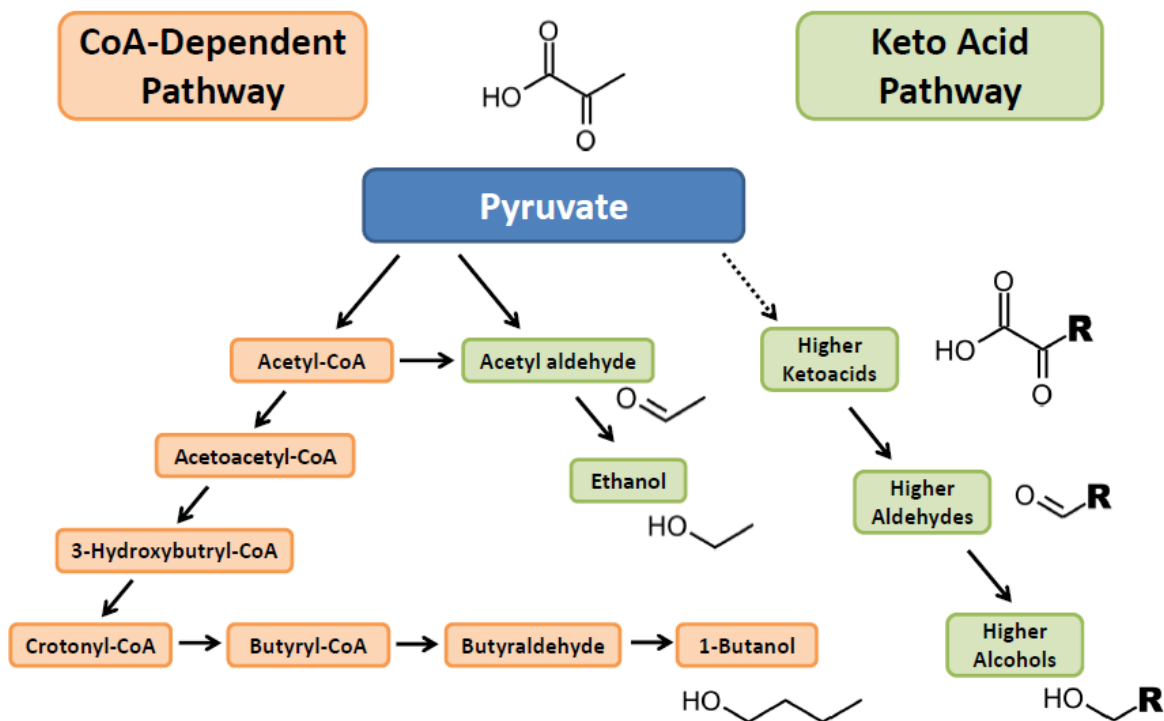 CoA-Dependent
Pathway
Keto Acid
Pathway
O
HO
O
Pyruvate
Acetyl-CoA
Acetyl aldehyde
Higher
Ketoacids
O
HO
R
O
O
Acetoacetyl-CoA
Ethanol
Higher
Aldehydes
O
R
HO
3-Hydroxybutryl-CoA
Crotonyl-CoA
Butyryl-CoA
Butyraldehyde
1-Butanol
Higher
Alcohols
HO
HO
R